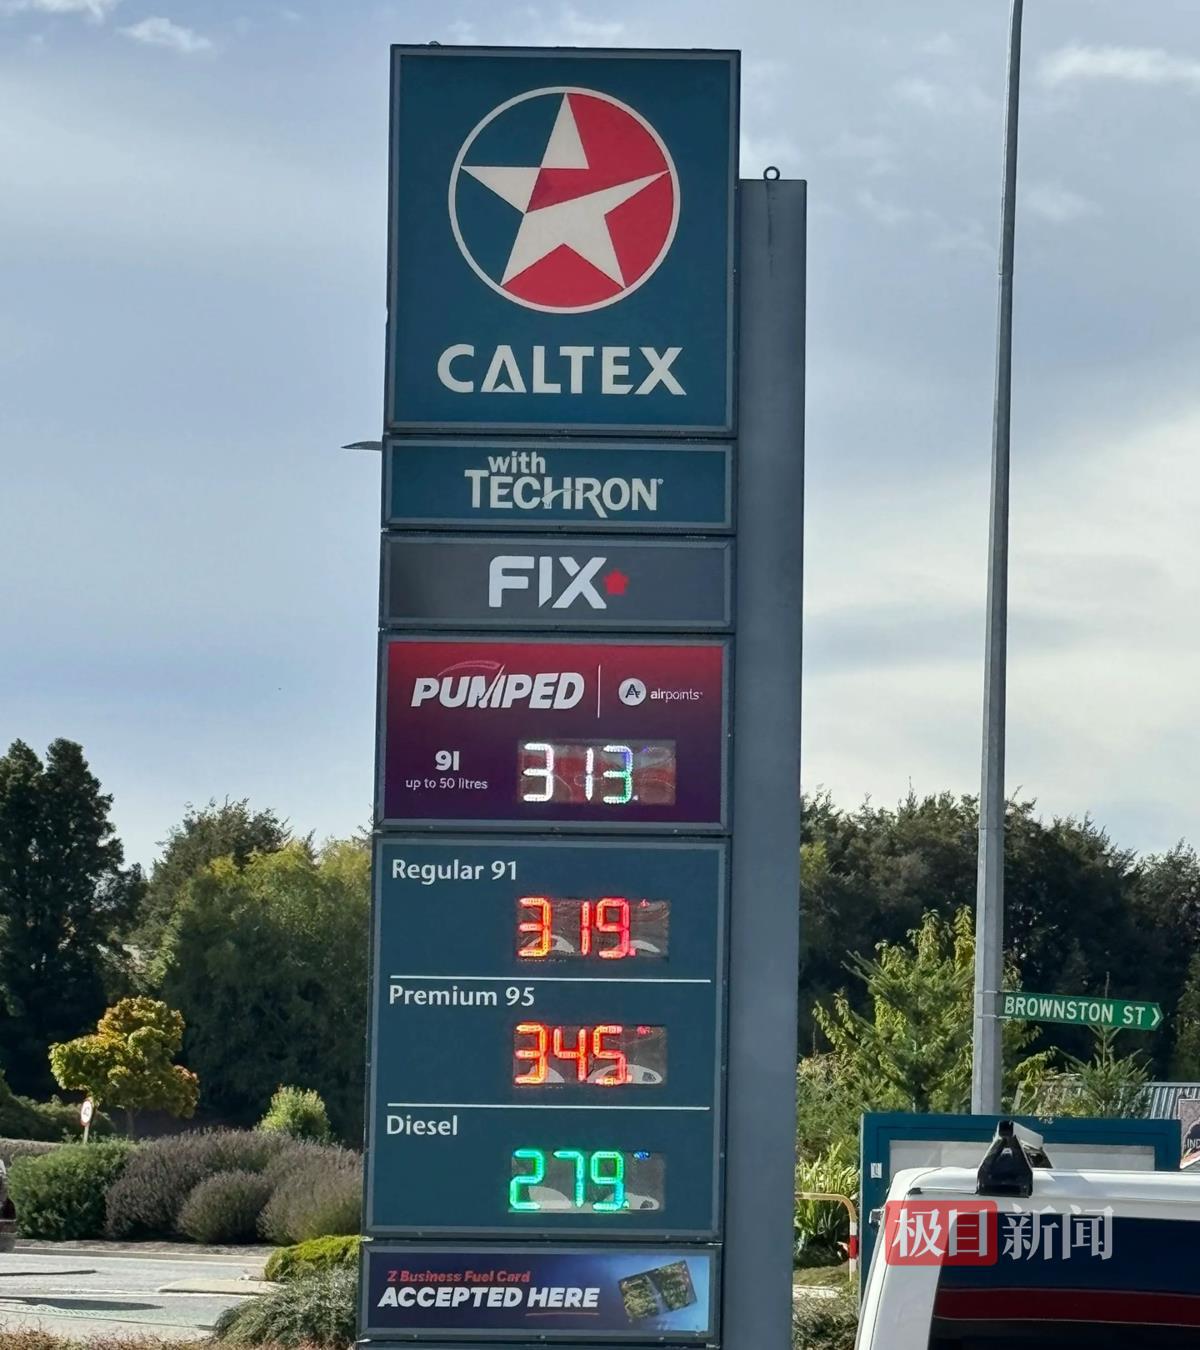 CALTEX
with
TECHRON®
FIX
PUMPED
airpoints™
91
up to 50 litres
313
Regular 91
319
Premium 95
345
BROWNSTON ST
Diesel
279
极目新闻
Z Business Fuel Card
ACCEPTED HERE